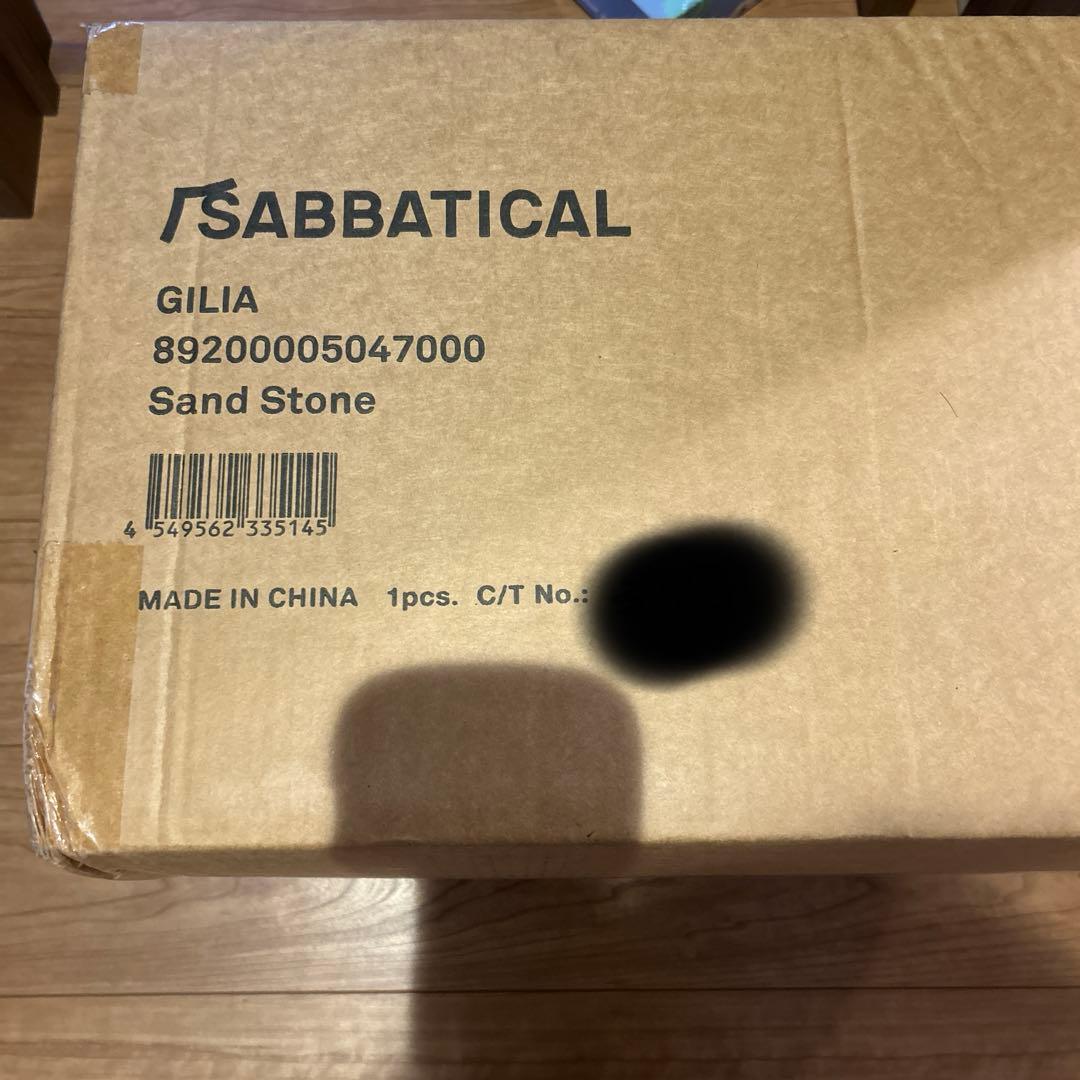 SABBATICAL
GILIA
89200005047000
Sand Stone
4 549562 335145
MADE IN CHINA 1pcs. C/T No.: